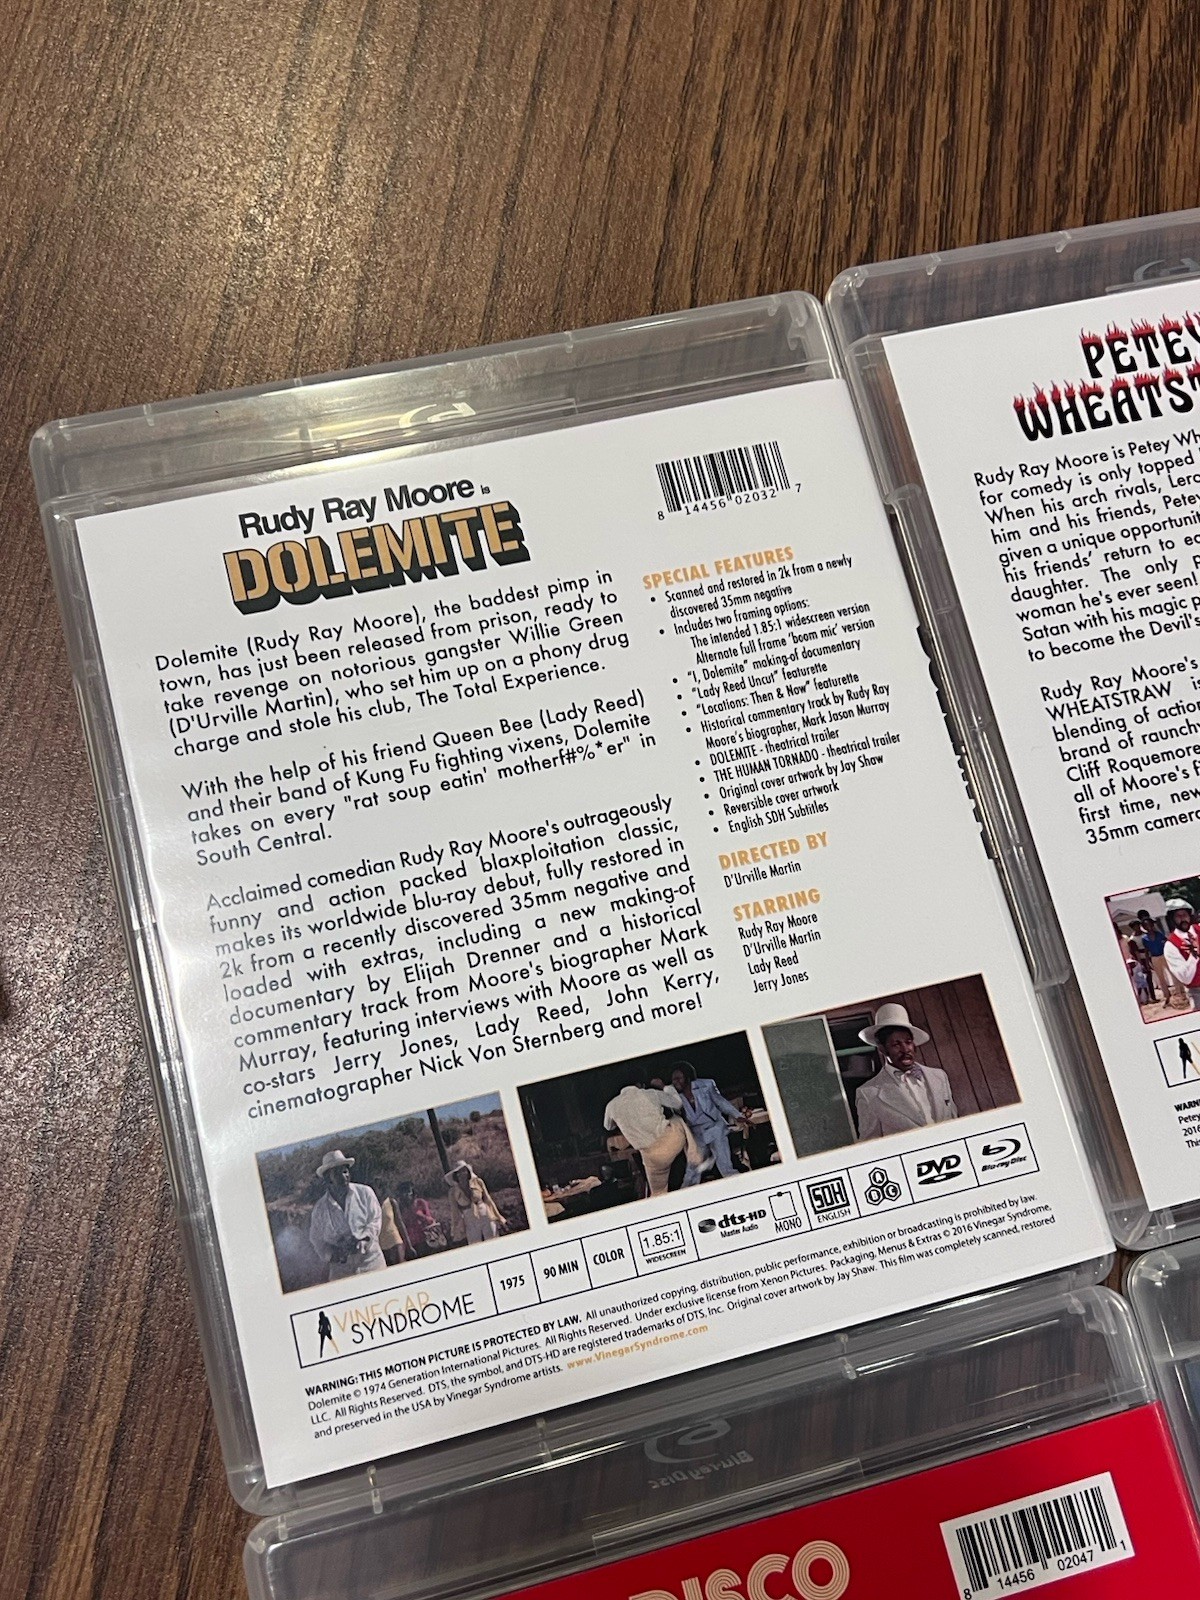 Rudy Ray Moore is
DOLEMITE
8 14456 02032 7
Dolemite (Rudy Ray Moore), the baddest pimp in
town, has just been released from prison, ready to
take revenge on notorious gangster Willie Green
(D'Urville Martin), who set him up on a phony drug
charge and stole his club, The Total Experience.
With the help of his friend Queen Bee (Lady Reed)
and their band of Kung Fu fighting vixens, Dolemite
takes on every "rat soup eatin' motherf#%*er" in
South Central.
Acclaimed comedian Rudy Ray Moore's outrageously
funny and action packed blaxploitation classic,
makes its worldwide blu-ray debut, fully restored in
2k from a recently discovered 35mm negative and
loaded with extras, including a new making-of
documentary by Elijah Drenner and a historical
commentary track from Moore's biographer Mark
Murray, featuring interviews with Moore as well as
co-stars Jerry Jones, Lady Reed, John Kerry,
cinematographer Nick Von Sternberg and more!
SPECIAL FEATURES
• Scanned and restored in 2k from a newly
discovered 35mm negative
• Includes two framing options:
The intended 1.85:1 widescreen version
Alternate full frame 'boom mic' version
• "I, Dolemite" making-of documentary
• "Lady Reed Uncut" featurette
• "Locations: Then & Now" featurette
• Historical commentary track by Rudy Ray
Moore's biographer, Mark Jason Murray
• DOLEMITE - theatrical trailer
• THE HUMAN TORNADO - theatrical trailer
• Original cover artwork by Jay Shaw
• Reversible cover artwork
• English SDH Subtitles
DIRECTED BY
D'Urville Martin
STARRING
Rudy Ray Moore
D'Urville Martin
Lady Reed
Jerry Jones
VINEGAR
SYNDROME
1975
90 MIN
COLOR
1.85:1
WIDESCREEN
dts-HD
Master Audio
MONO
SDH
ENGLISH
A B C
DVD
Blu-ray Disc
WARNING: THIS MOTION PICTURE IS PROTECTED BY LAW. All unauthorized copying, distribution, public performance, exhibition or broadcasting is prohibited by law.
Dolemite © 1974 Generation International Pictures. All Rights Reserved. Under exclusive license from Xenon Pictures. Packaging, Menus & Extras © 2016 Vinegar Syndrome,
LLC. All Rights Reserved. DTS, the symbol, and DTS-HD are registered trademarks of DTS, Inc. Original cover artwork by Jay Shaw. This film was completely scanned, restored
and preserved in the USA by Vinegar Syndrome artists. www.VinegarSyndrome.com
PETEY
WHEATST
Rudy Ray Moore is Petey Wh
for comedy is only topped
When his arch rivals, Lero
him and his friends, Petey
given a unique opportunit
his friends' return to ea
daughter. The only
woman he's ever seen!
Satan with his magic
to become the Devil's
Rudy Ray Moore's
WHEATSTRAW is
blending of action
brand of raunch
Cliff Roquemore
all of Moore's fi
first time, new
35mm camera
WARN
Petey
2016
This
Blu-ray Disc
DISCO
8 14456 02047 1